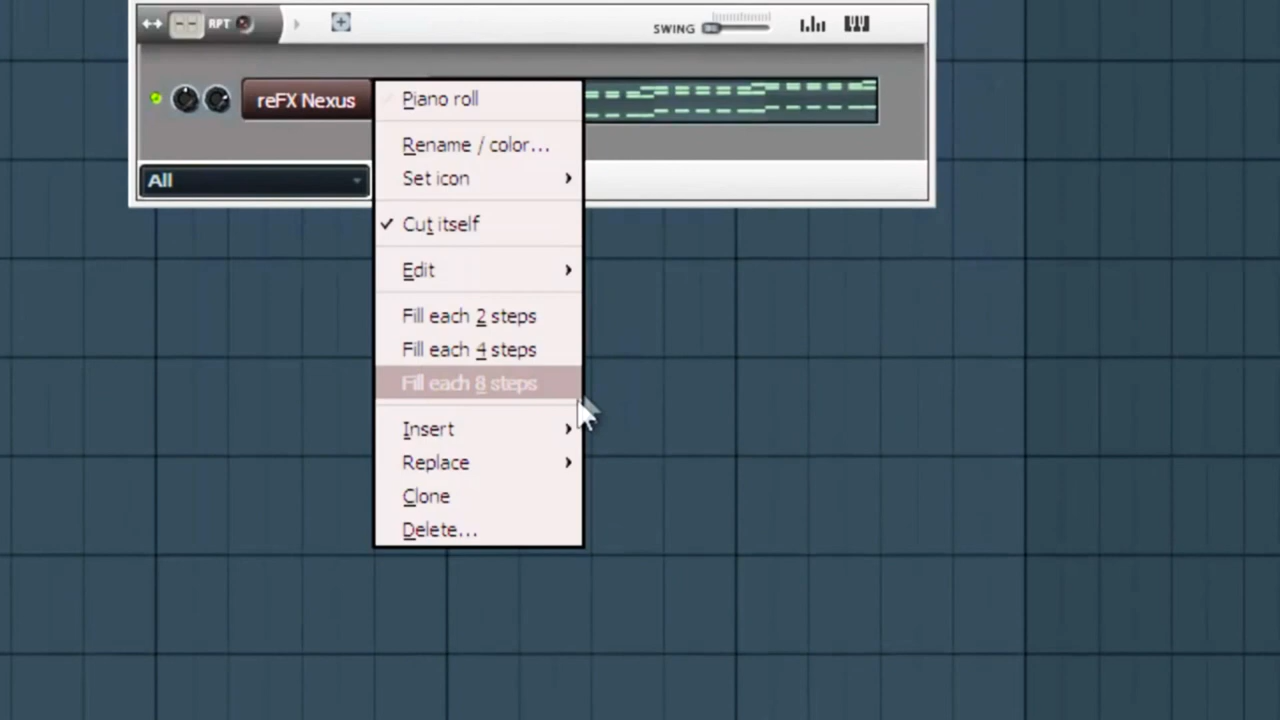 RPT
SWING
reFX Nexus
All
Piano roll
Rename / color...
Set icon
Cut itself
Edit
Fill each 2 steps
Fill each 4 steps
Fill each 8 steps
Insert
Replace
Clone
Delete...